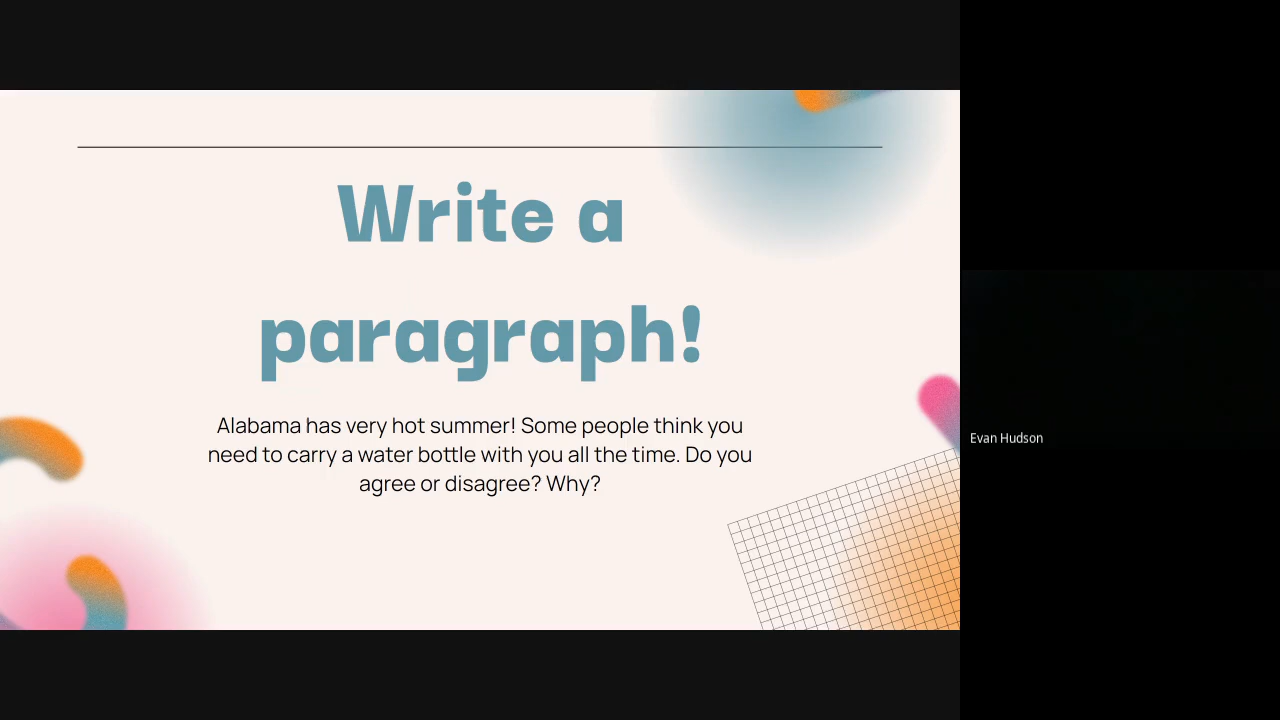 Write a
paragraph!
Alabama has very hot summer! Some people think you
need to carry a water bottle with you all the time. Do you
agree or disagree? Why?
Evan Hudson